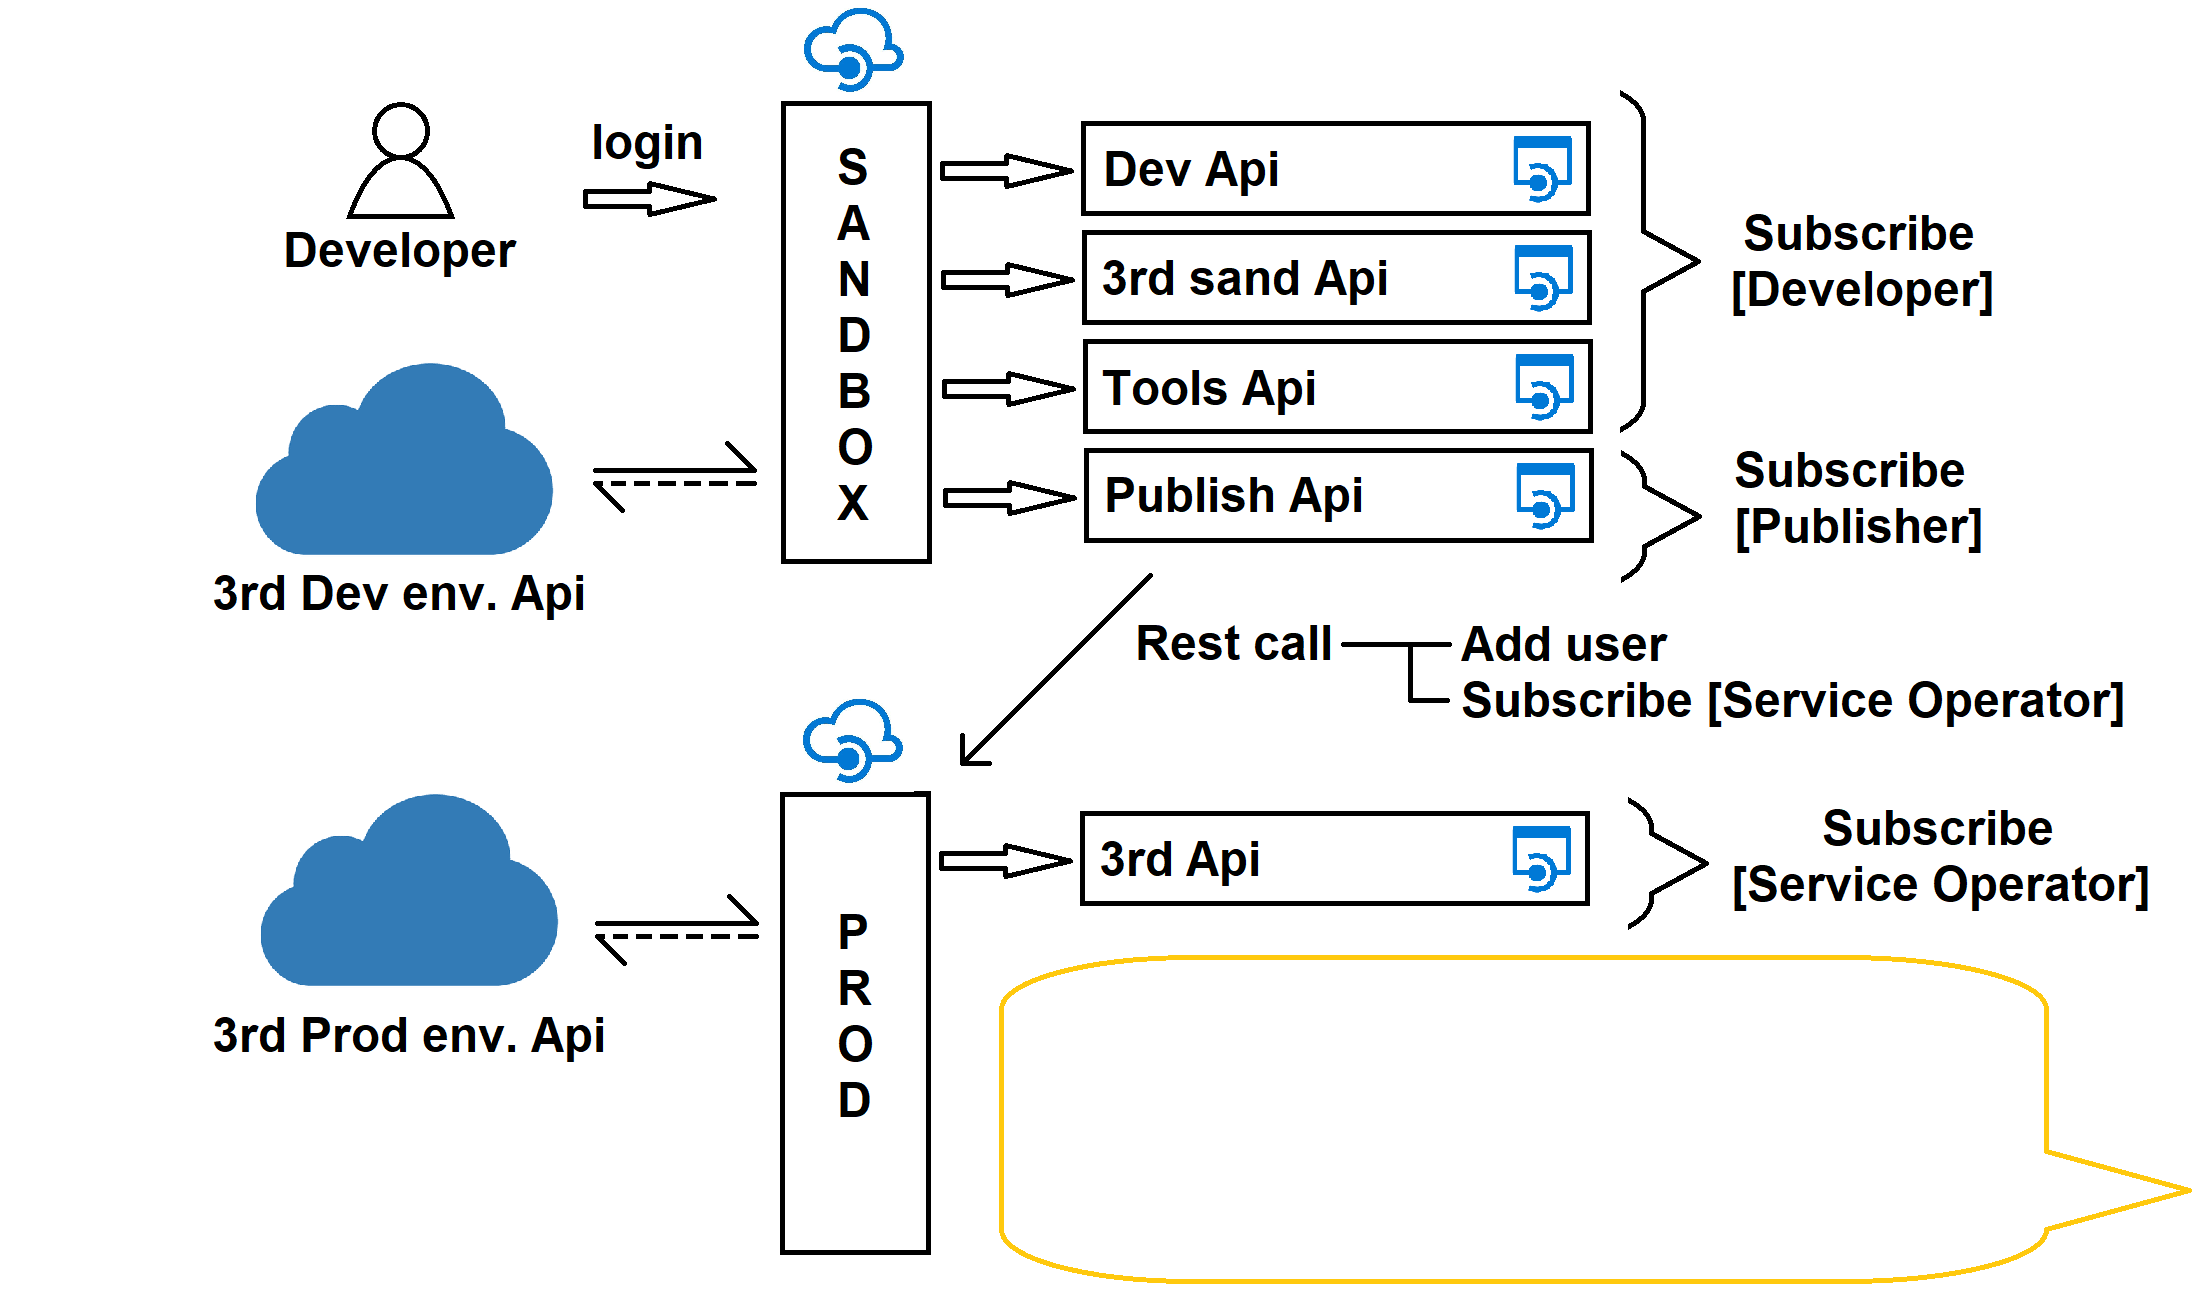 login
Developer
SANDBOX
Dev Api
3rd sand Api
Tools Api
Publish Api
Subscribe
[Developer]
Subscribe
[Publisher]
3rd Dev env. Api
Rest call
Add user
Subscribe [Service Operator]
PROD
3rd Api
Subscribe
[Service Operator]
3rd Prod env. Api